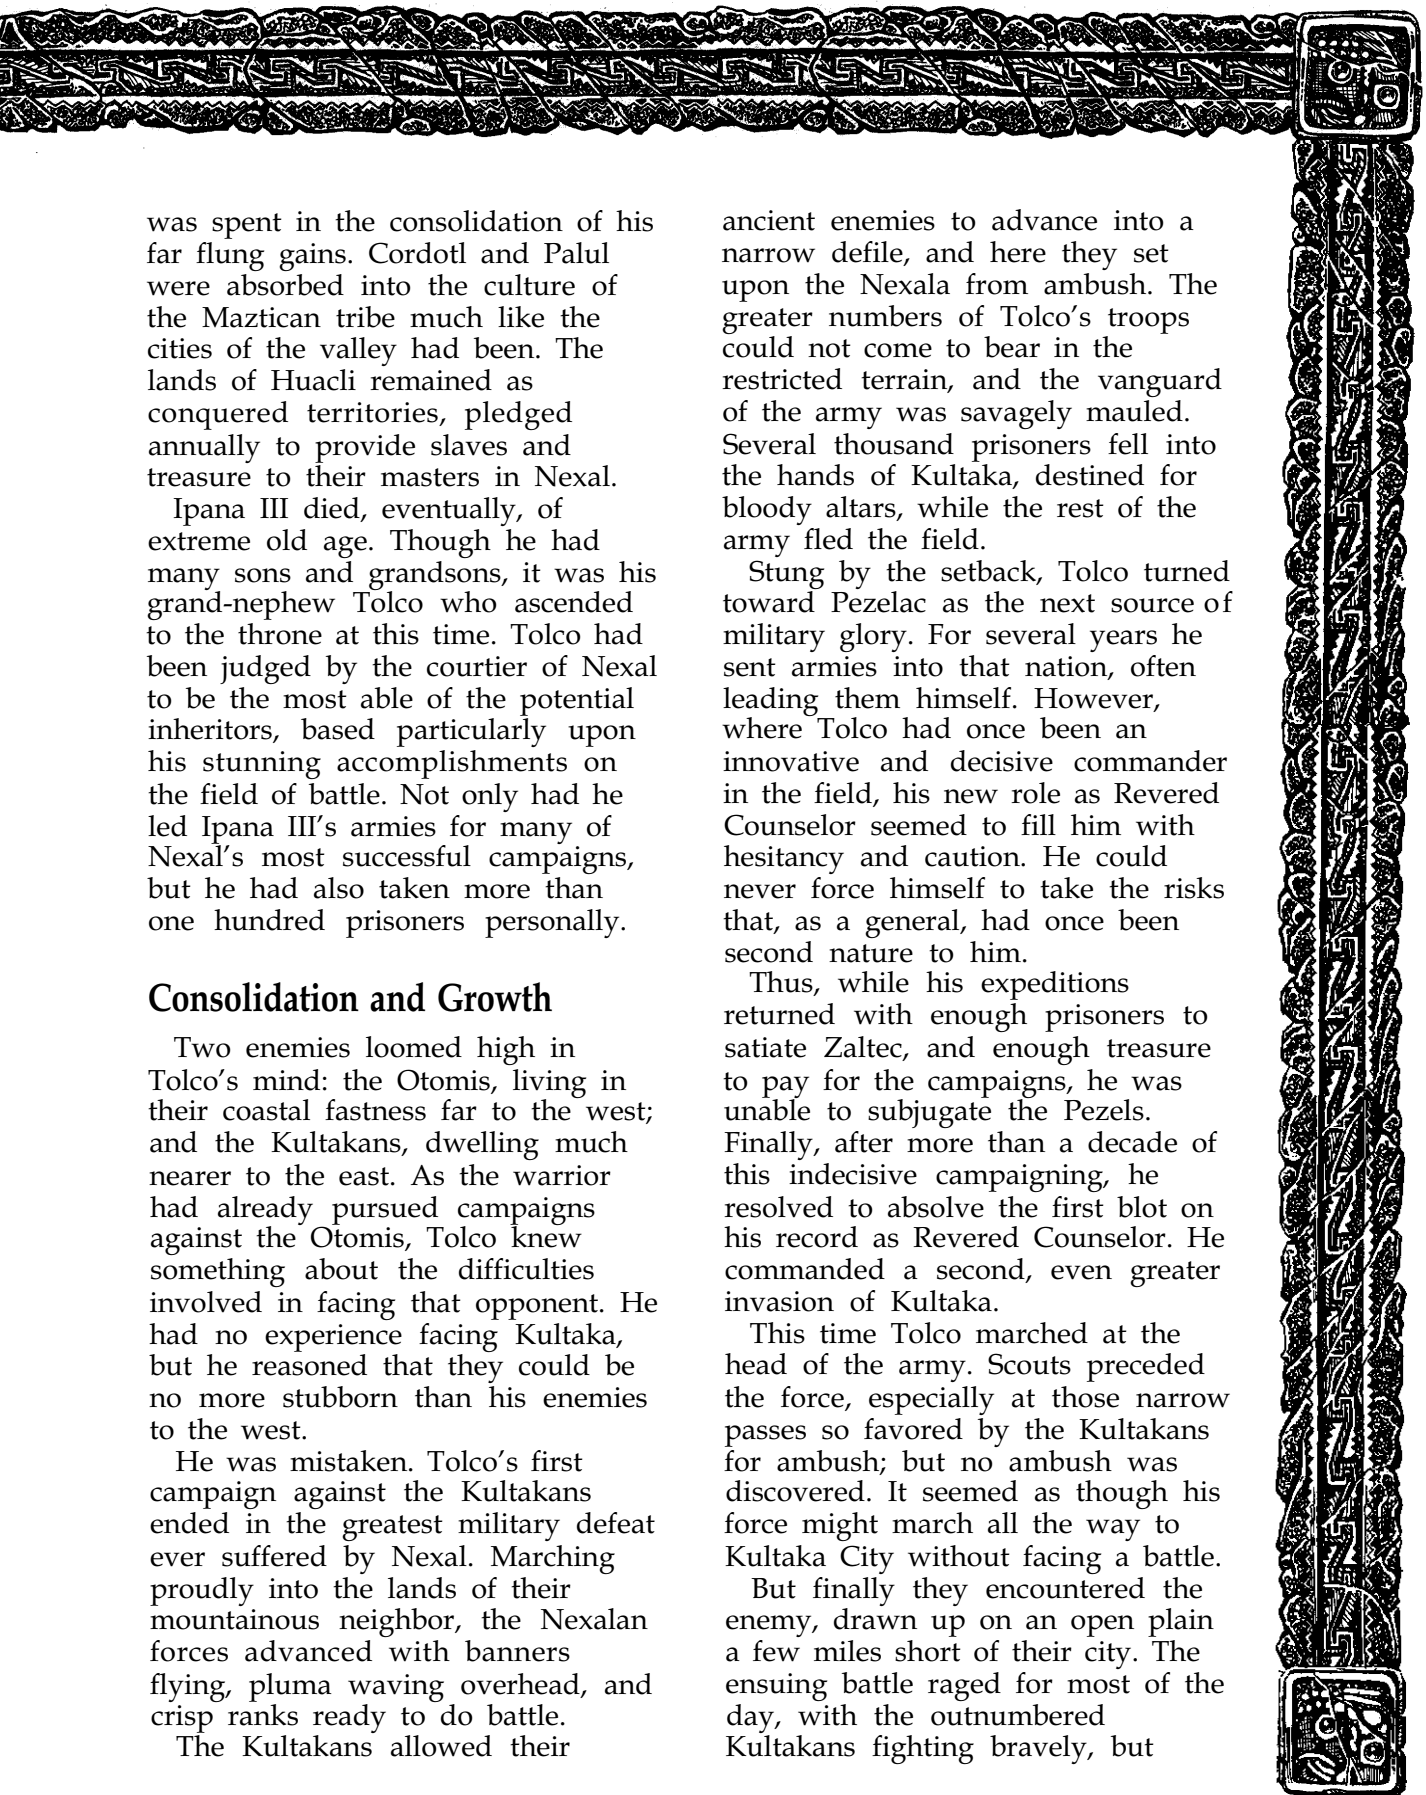 was spent in the consolidation of his
far flung gains. Cordotl and Palul
were absorbed into the culture of
the Maztican tribe much like the
cities of the valley had been. The
lands of Huacli remained as
conquered territories, pledged
annually to provide slaves and
treasure to their masters in Nexal.
Ipana III died, eventually, of
extreme old age. Though he had
many sons and grandsons, it was his
grand-nephew Tolco who ascended
to the throne at this time. Tolco had
been judged by the courtier of Nexal
to be the most able of the potential
inheritors, based particularly upon
his stunning accomplishments on
the field of battle. Not only had he
led Ipana III's armies for many of
Nexal's most successful campaigns,
but he had also taken more than
one hundred prisoners personally.
Consolidation and Growth
Two enemies loomed high in
Tolco's mind: the Otomis, living in
their coastal fastness far to the west;
and the Kultakans, dwelling much
nearer to the east. As the warrior
had already pursued campaigns
against the Otomis, Tolco knew
something about the difficulties
involved in facing that opponent. He
had no experience facing Kultaka,
but he reasoned that they could be
no more stubborn than his enemies
to the west.
He was mistaken. Tolco's first
campaign against the Kultakans
ended in the greatest military defeat
ever suffered by Nexal. Marching
proudly into the lands of their
mountainous neighbor, the Nexalan
forces advanced with banners
flying, pluma waving overhead, and
crisp ranks ready to do battle.
The Kultakans allowed their
ancient enemies to advance into a
narrow defile, and here they set
upon the Nexala from ambush. The
greater numbers of Tolco's troops
could not come to bear in the
restricted terrain, and the vanguard
of the army was savagely mauled.
Several thousand prisoners fell into
the hands of Kultaka, destined for
bloody altars, while the rest of the
army fled the field.
Stung by the setback, Tolco turned
toward Pezelac as the next source of
military glory. For several years he
sent armies into that nation, often
leading them himself. However,
where Tolco had once been an
innovative and decisive commander
in the field, his new role as Revered
Counselor seemed to fill him with
hesitancy and caution. He could
never force himself to take the risks
that, as a general, had once been
second nature to him.
Thus, while his expeditions
returned with enough prisoners to
satiate Zaltec, and enough treasure
to pay for the campaigns, he was
unable to subjugate the Pezels.
Finally, after more than a decade of
this indecisive campaigning, he
resolved to absolve the first blot on
his record as Revered Counselor. He
commanded a second, even greater
invasion of Kultaka.
This time Tolco marched at the
head of the army. Scouts preceded
the force, especially at those narrow
passes so favored by the Kultakans
for ambush; but no ambush was
discovered. It seemed as though his
force might march all the way to
Kultaka City without facing a battle.
But finally they encountered the
enemy, drawn up on an open plain
a few miles short of their city. The
ensuing battle raged for most of the
day, with the outnumbered
Kultakans fighting bravely, but